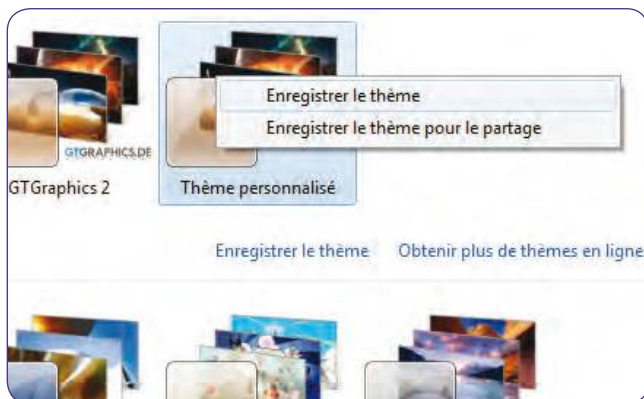 Enregistrer le thème
Enregistrer le thème pour le partage
GTGRAPHICS.DE
GTGraphics 2
Thème personnalisé
Enregistrer le thème
Obtenir plus de thèmes en ligne